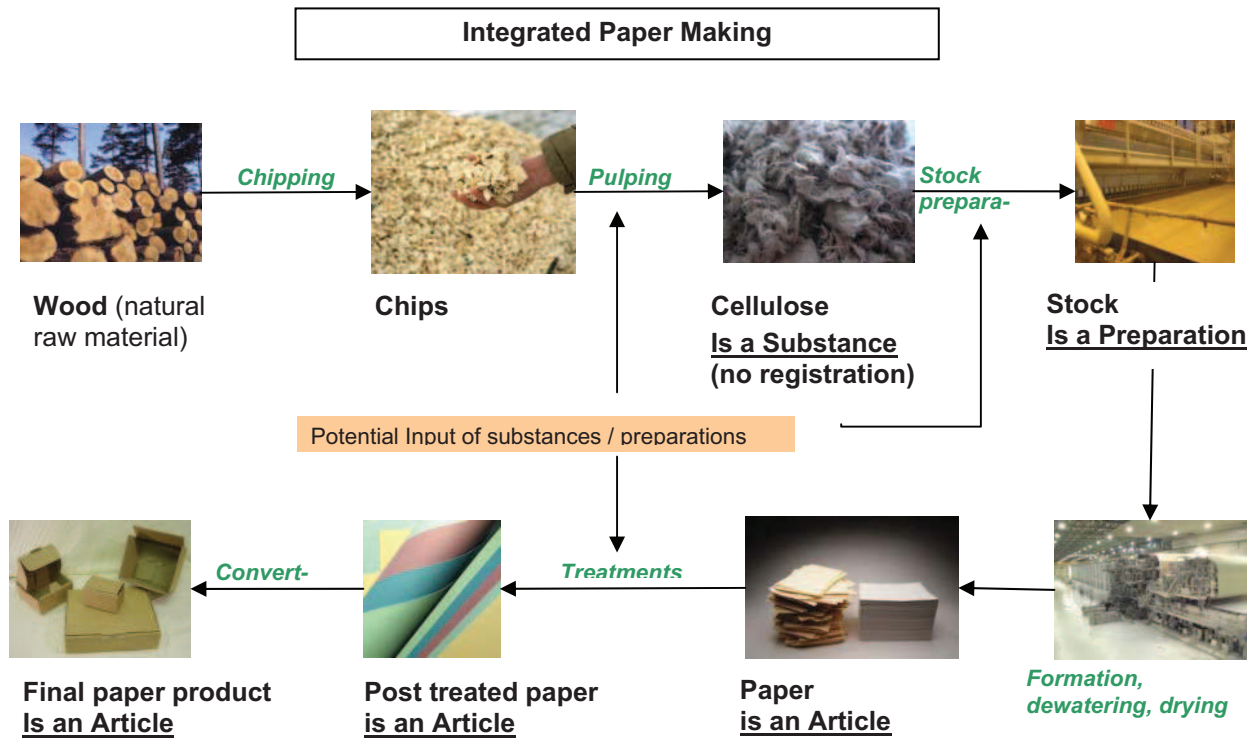 Integrated Paper Making
Chipping
Pulping
Stock
prepara-
Wood (natural
raw material)
Chips
Cellulose
Is a Substance
(no registration)
Stock
Is a Preparation
Potential Input of substances / preparations
Convert-
Treatments
Final paper product
Is an Article
Post treated paper
is an Article
Paper
is an Article
Formation,
dewatering, drying